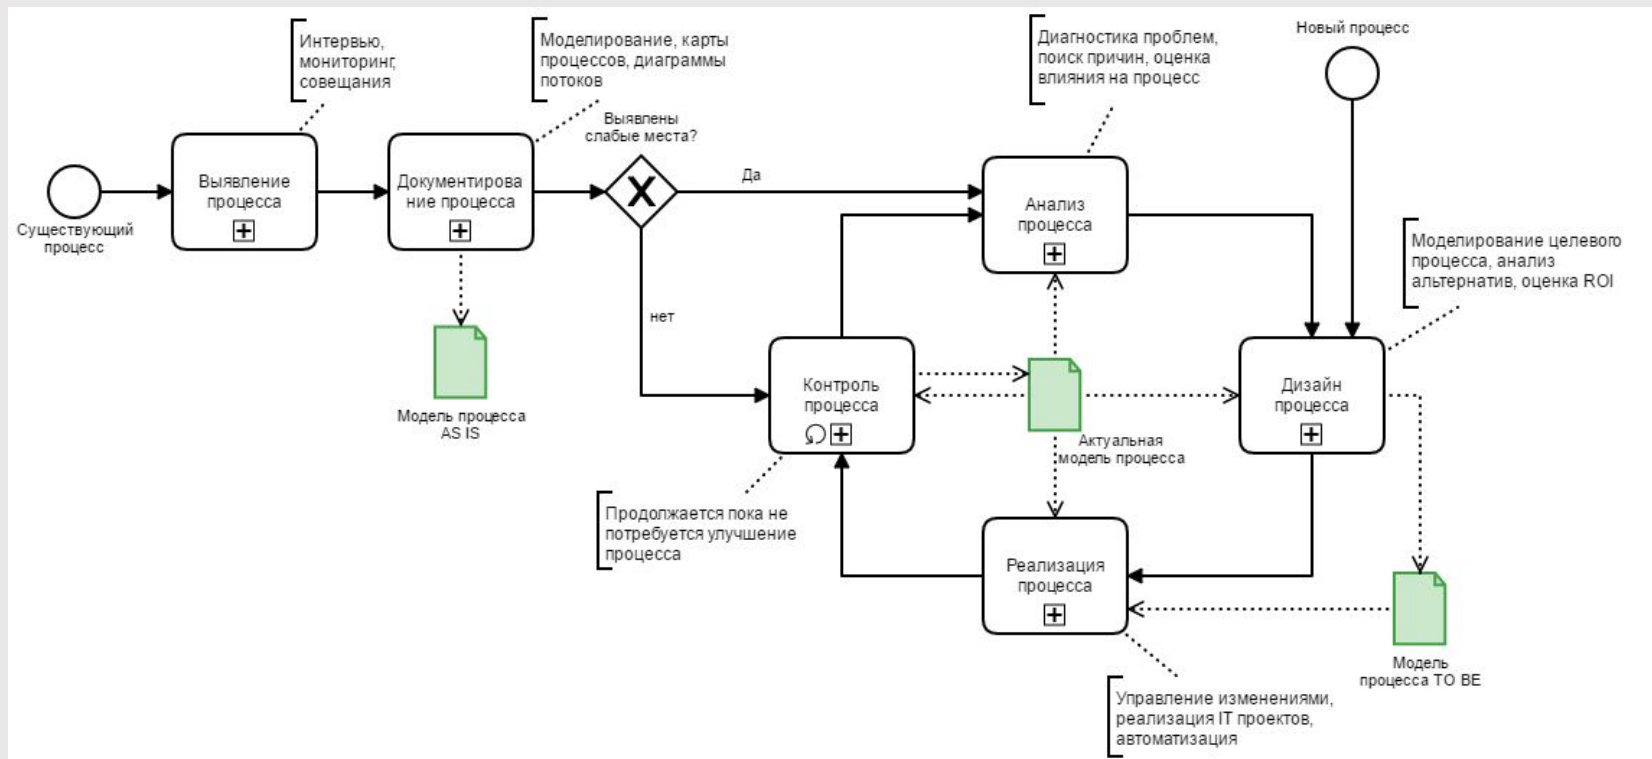 Интервью,
мониторинг,
совещания
Моделирование, карты
процессов, диаграммы
потоков
Диагностика проблем,
поиск причин, оценка
влияния на процесс
Новый процесс
Выявлены
слабые места?
Существующий
процесс
Выявление
процесса
Документирова
ние процесса
Да
нет
Анализ
процесса
Моделирование целевого
процесса, анализ
альтернатив, оценка ROI
Модель процесса
AS IS
Контроль
процесса
Актуальная
модель процесса
Дизайн
процесса
Продолжается пока не
потребуется улучшение
процесса
Реализация
процесса
Модель
процесса TO BE
Управление изменениями,
реализация IT проектов,
автоматизация